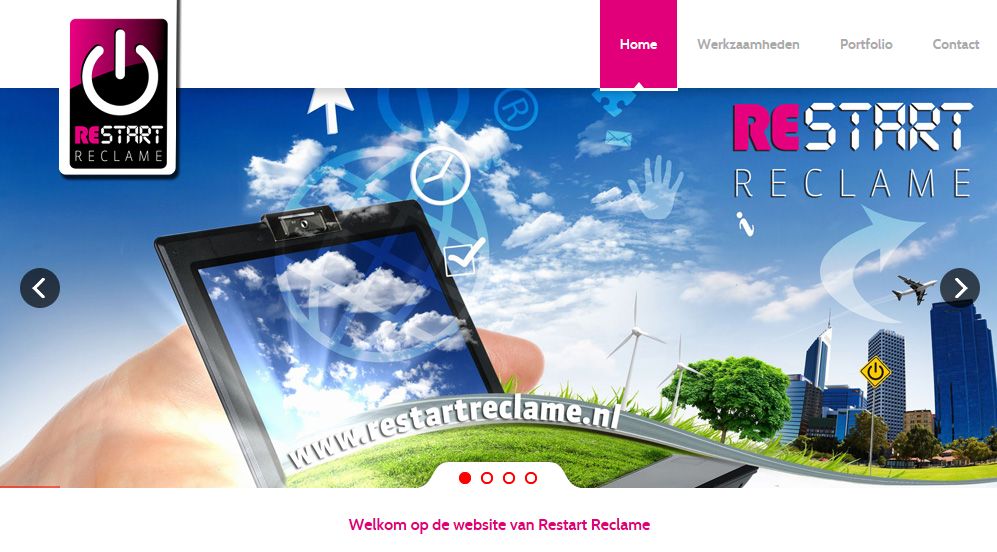 RESTART
RECLAME
Home
Werkzaamheden
Portfolio
Contact
R
RESTART
RECLAME
i
www.restartreclame.nl
Welkom op de website van Restart Reclame